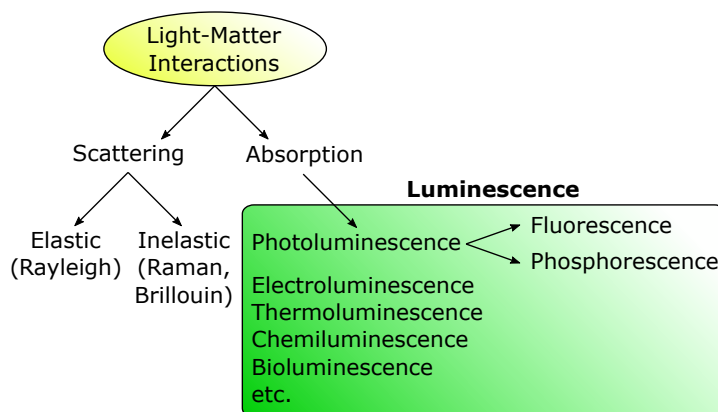 Light-Matter
Interactions
Scattering
Absorption
Luminescence
Elastic
(Rayleigh)
Inelastic
(Raman,
Brillouin)
Photoluminescence
Fluorescence
Phosphorescence
Electroluminescence
Thermoluminescence
Chemiluminescence
Bioluminescence
etc.